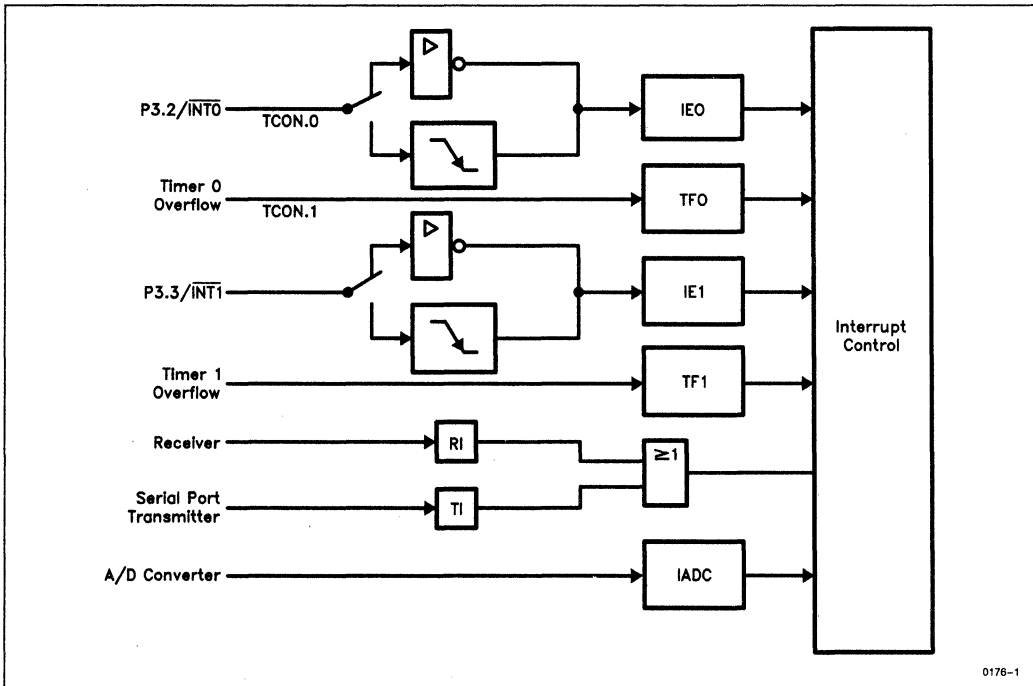 P3.2/INT0
TCON.0
IE0
Timer 0
Overflow
TCON.1
TF0
P3.3/INT1
IE1
Interrupt
Control
Timer 1
Overflow
TF1
Receiver
RI
≥1
Serial Port
Transmitter
TI
A/D Converter
IADC
0176-1